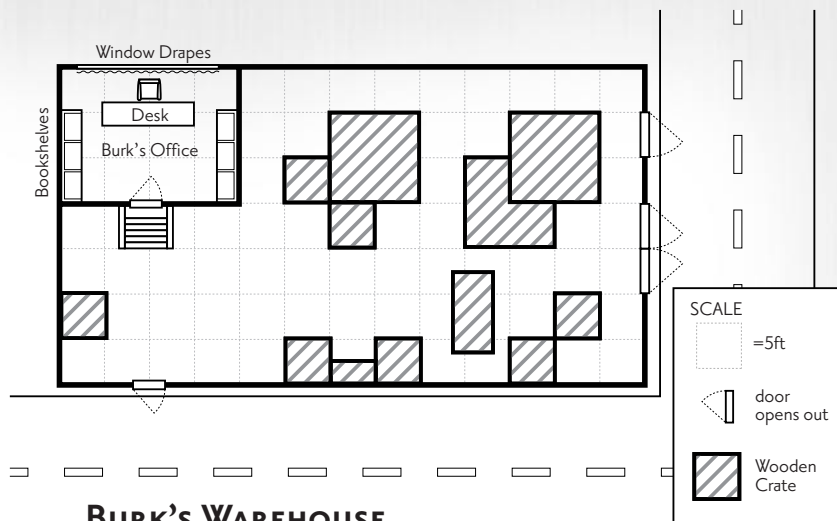 Window Drapes
Bookshelves
Desk
Burk's Office
SCALE
=5ft
door
opens out
Wooden
Crate
BURK'S WAREHOUSE